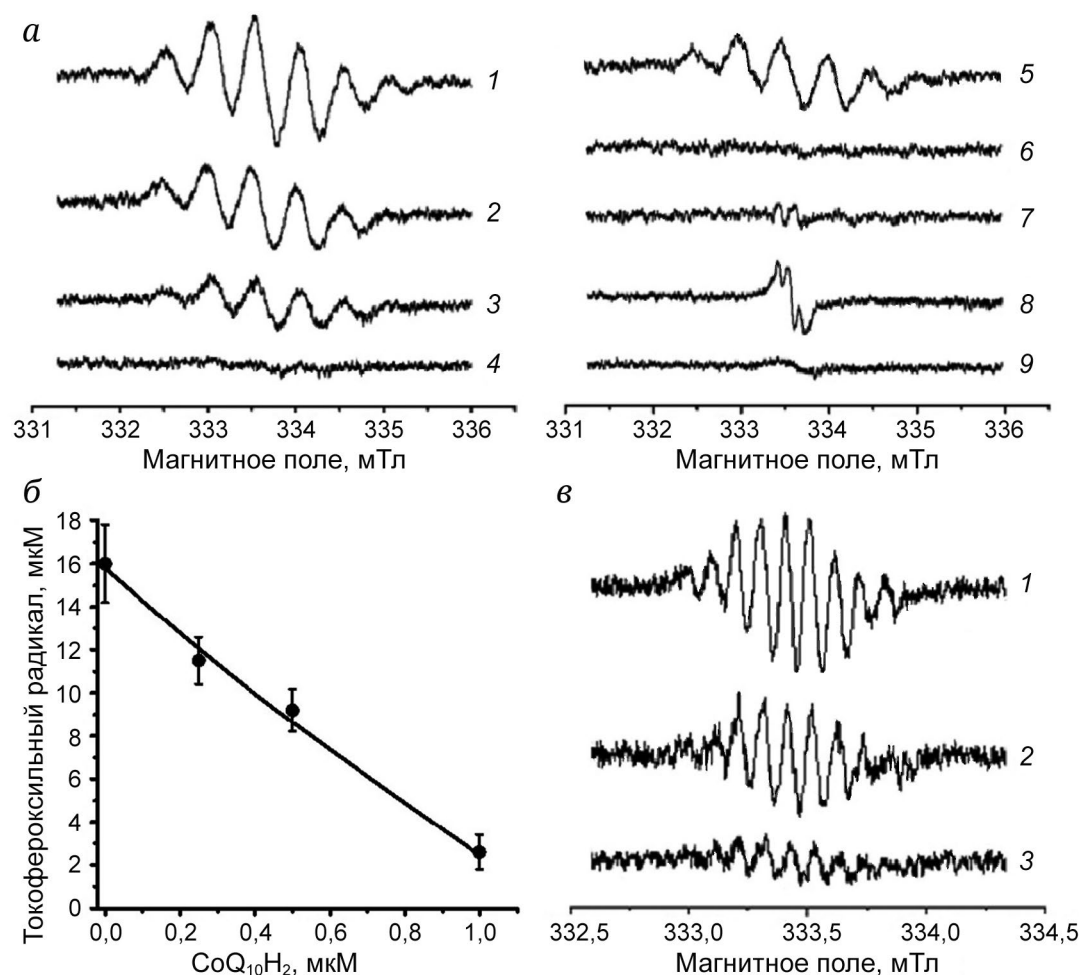 а
1
2
3
4
331 332 333 334 335 336
Магнитное поле, мТл
5
6
7
8
9
331 332 333 334 335 336
Магнитное поле, мТл
б
Токофероксильный радикал, мкМ
18
16
14
12
10
8
6
4
2
0
0,0 0,2 0,4 0,6 0,8 1,0
CoQ₁₀H₂, мкМ
в
1
2
3
332,5 333,0 333,5 334,0 334,5
Магнитное поле, мТл